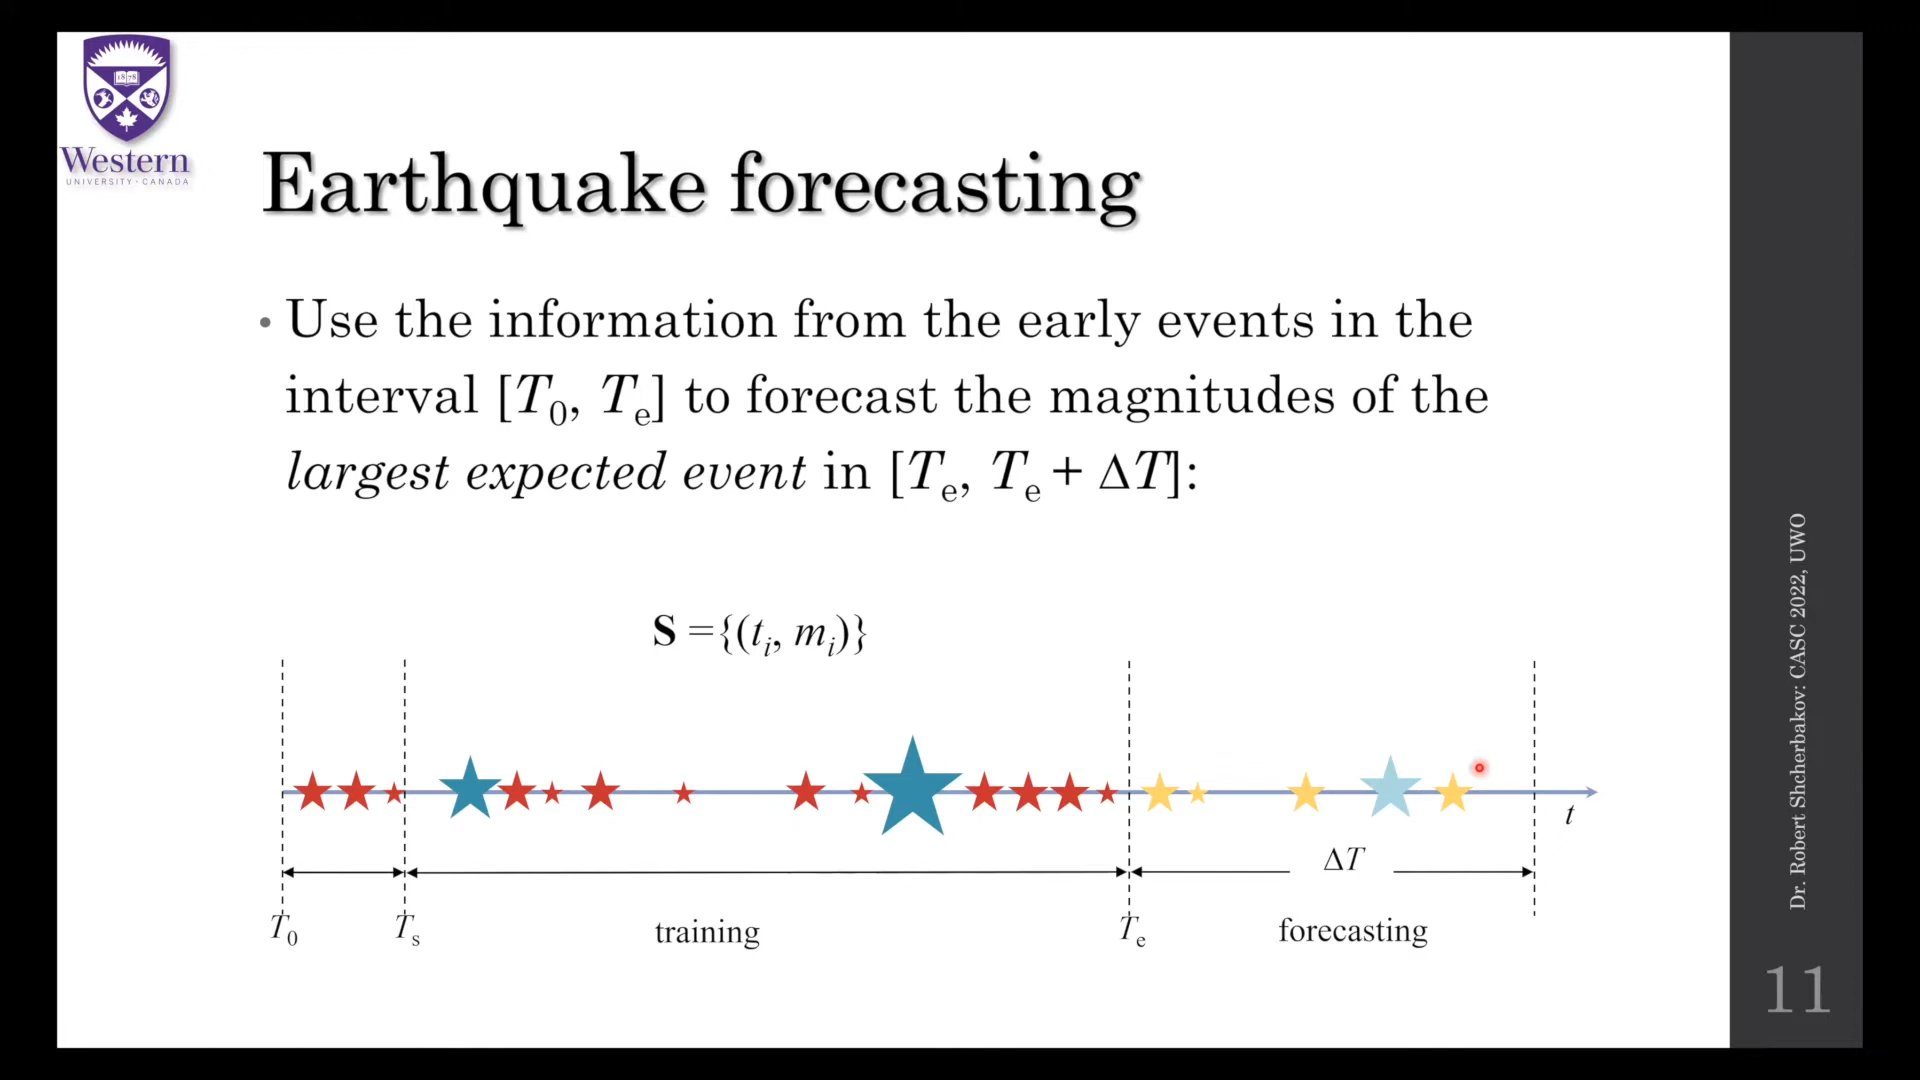 1878
Western
UNIVERSITY · CANADA
Earthquake forecasting
• Use the information from the early events in the
interval [T₀, Tₑ] to forecast the magnitudes of the
largest expected event in [Tₑ, Tₑ + ΔT]:
S ={(tᵢ, mᵢ)}
t
ΔT
T₀
Tₛ
training
Tₑ
forecasting
Dr. Robert Shcherbakov: CASC 2022, UWO
11